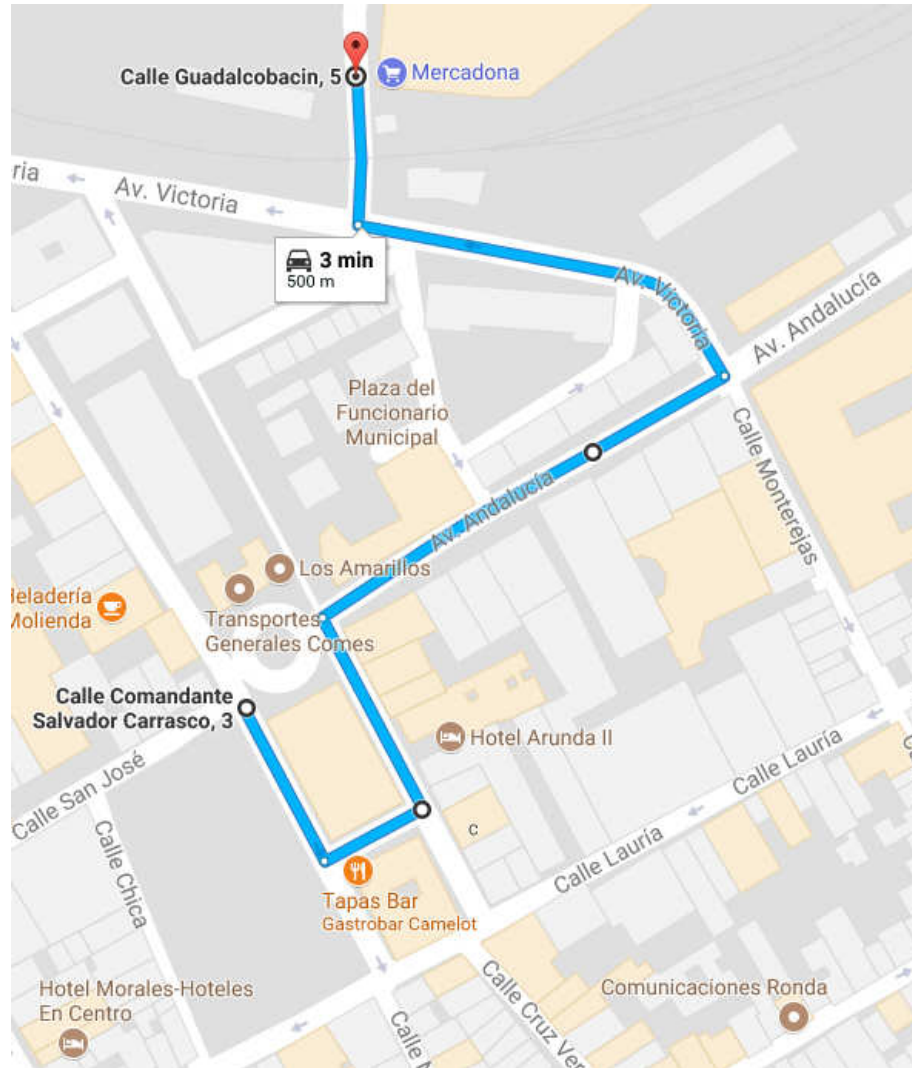 Calle Guadalcobacin, 5
Mercadona
ria
Av. Victoria
3 min
500 m
Av. Victoria
Av. Andalucía
Plaza del
Funcionario
Municipal
Calle Monterejas
Av. Andalucía
Los Amarillos
Heladería
Molienda
Transportes
Generales Comes
Calle Comandante
Salvador Carrasco, 3
Hotel Arunda II
Calle San José
Calle Lauría
Calle Chica
C
Calle Lauría
Tapas Bar
Gastrobar Camelot
Hotel Morales-Hoteles
En Centro
Calle
Calle Cruz Ver
Comunicaciones Ronda